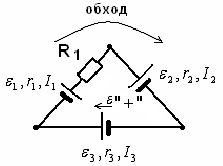 обход
R1
ε1, r1, I1
ε2, r2, I2
ε"+"
ε3, r3, I3